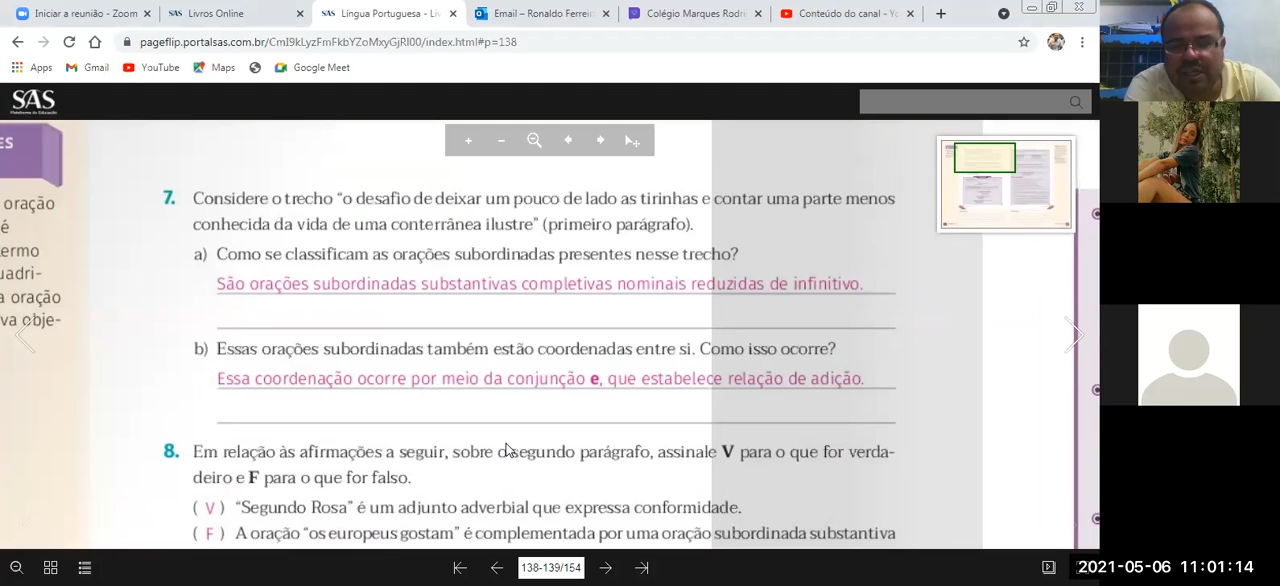 Iniciar a reunião - Zoom
Livros Online
Língua Portuguesa - Liv
Email – Ronaldo Ferreir
Colégio Marques Rodr
Conteúdo do canal - Yo
pageflip.portalsas.com.br/CmI9kLyzFmFkbYZoMxyGjRI00/index.html#p=138
Apps
Gmail
YouTube
Maps
Google Meet
SAS
Plataforma de Educação
ES
oração
é
ermo
uadri-
a oração
va obje-
7. Considere o trecho “o desafio de deixar um pouco de lado as tirinhas e contar uma parte menos
conhecida da vida de uma conterrânea ilustre” (primeiro parágrafo).
a) Como se classificam as orações subordinadas presentes nesse trecho?
São orações subordinadas substantivas completivas nominais reduzidas de infinitivo.
b) Essas orações subordinadas também estão coordenadas entre si. Como isso ocorre?
Essa coordenação ocorre por meio da conjunção e, que estabelece relação de adição.
8. Em relação às afirmações a seguir, sobre o segundo parágrafo, assinale V para o que for verda-
deiro e F para o que for falso.
( V ) “Segundo Rosa” é um adjunto adverbial que expressa conformidade.
( F ) A oração “os europeus gostam” é complementada por uma oração subordinada substantiva
138-139/154
2021-05-06 11:01:14